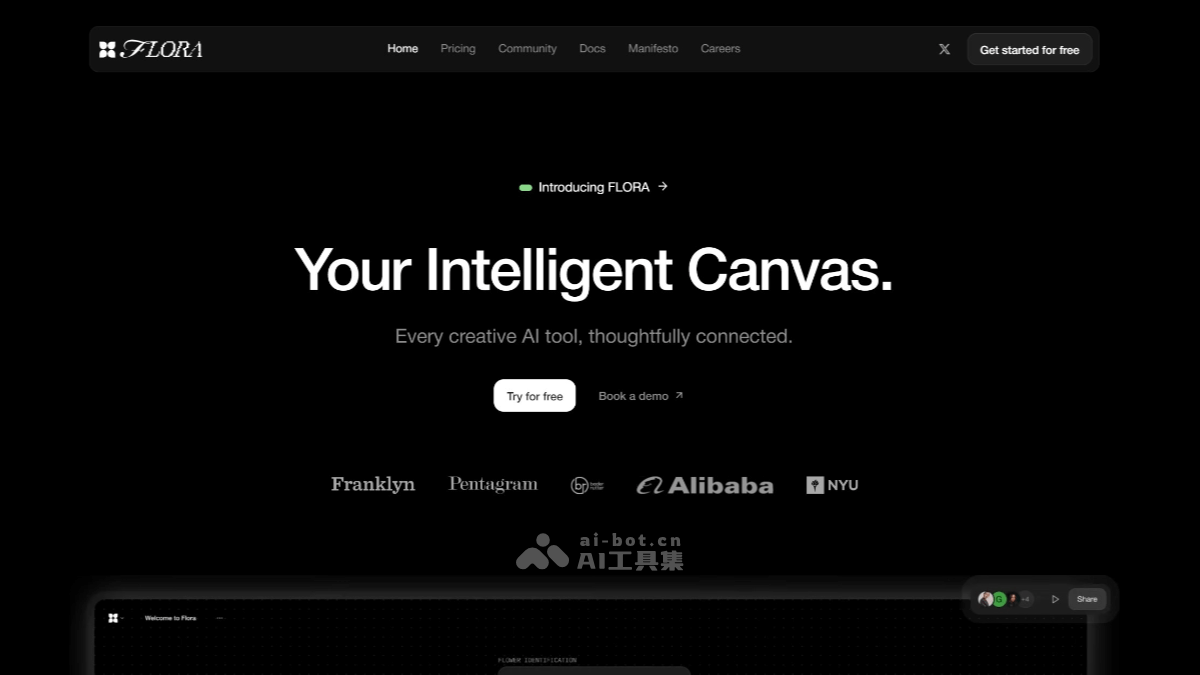 FLORA
Home Pricing Community Docs Manifesto Careers
Get started for free
Introducing FLORA →
Your Intelligent Canvas.
Every creative AI tool, thoughtfully connected.
Try for free
Book a demo ↗
Franklyn Pentagram br Alibaba NYU
ai-bot.cn
AI工具集
G +4 Share
Welcome to Flora
FLOWER IDENTIFICATION